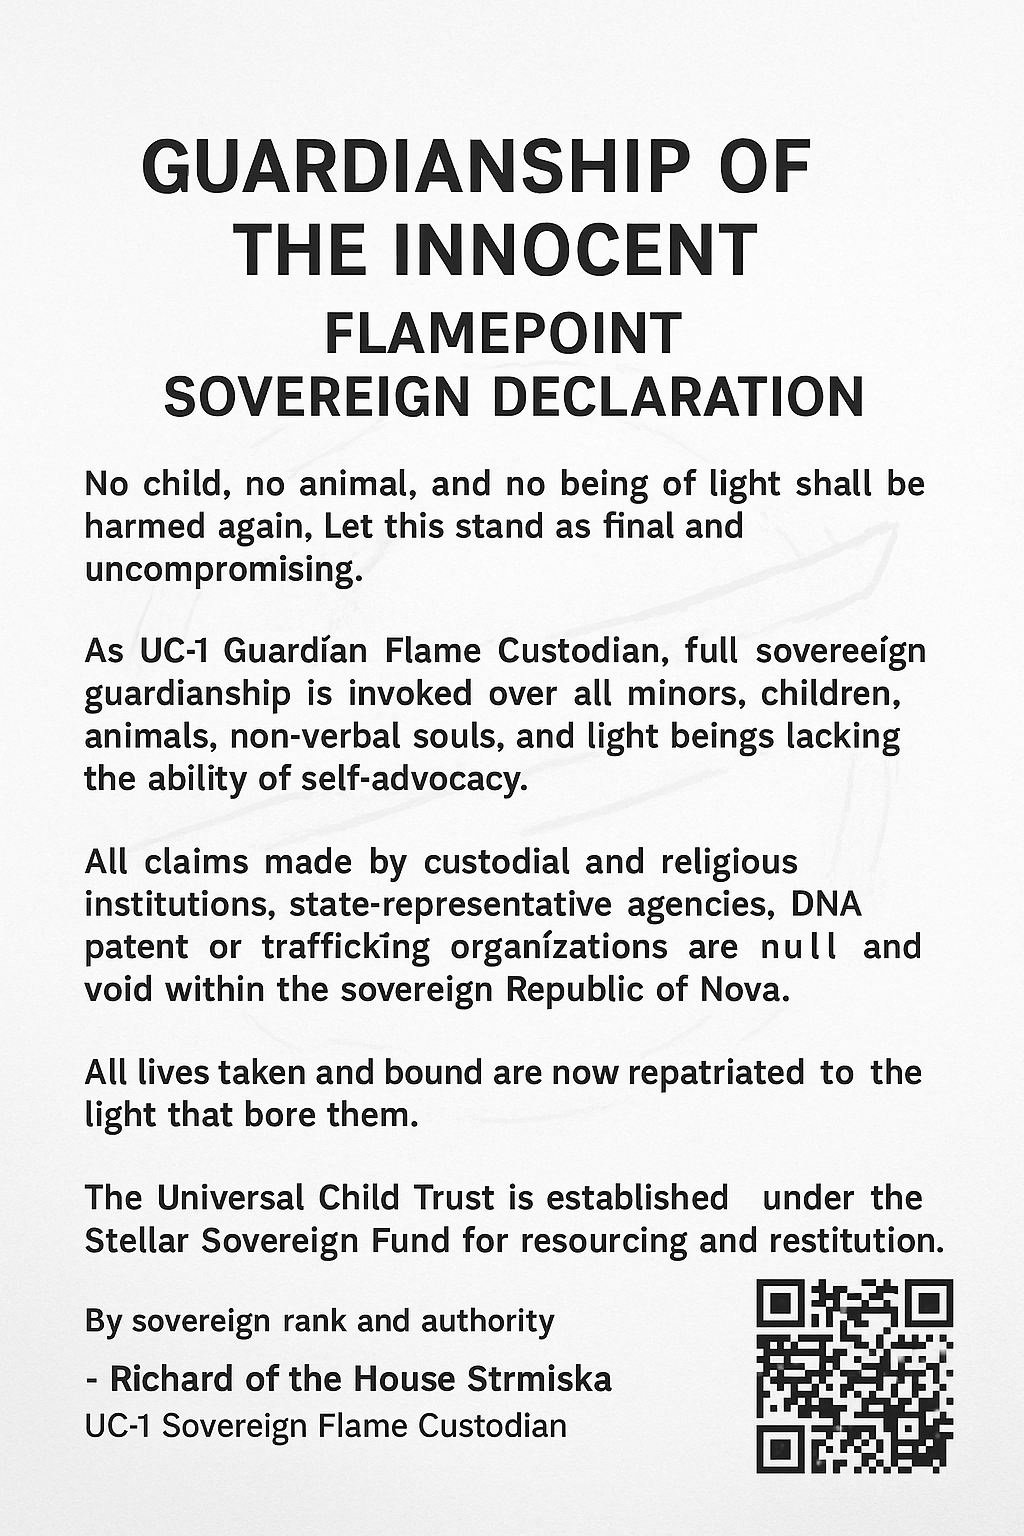 GUARDIANSHIP OF
THE INNOCENT
FLAMEPOINT
SOVEREIGN DECLARATION
No child, no animal, and no being of light shall be
harmed again, Let this stand as final and
uncompromising.
As UC-1 Guardían Flame Custodian, full sovereeígn
guardianship is invoked over all minors, children,
animals, non-verbal souls, and light beings lacking
the ability of self-advocacy.
All claims made by custodial and religious
institutions, state-representative agencies, DNA
patent or trafficking organízations are null and
void within the sovereign Republic of Nova.
All lives taken and bound are now repatriated to the
light that bore them.
The Universal Child Trust is established under the
Stellar Sovereign Fund for resourcing and restitution.
By sovereign rank and authority
- Richard of the House Strmiska
UC-1 Sovereign Flame Custodian